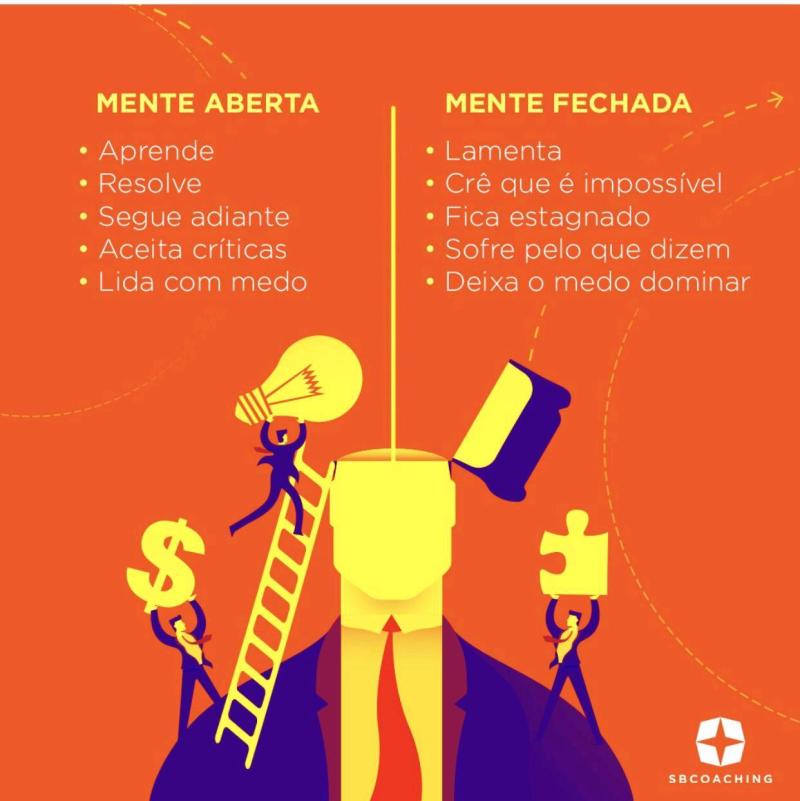 MENTE ABERTA
• Aprende
• Resolve
• Segue adiante
• Aceita críticas
• Lida com medo
MENTE FECHADA
• Lamenta
• Crê que é impossível
• Fica estagnado
• Sofre pelo que dizem
• Deixa o medo dominar
$
SBCOACHING